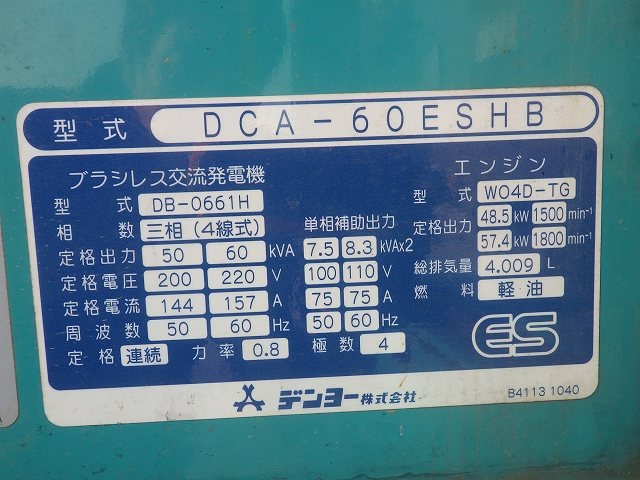 型式 DCA-60ESHB
ブラシレス交流発電機
型式 DB-0661H
相数 三相(4線式)
定格出力 50 60 kVA
定格電圧 200 220 V
定格電流 144 157 A
周波数 50 60 Hz
定格 連続 力率 0.8 極数 4
単相補助出力
7.5 8.3 kVAx2
100 110 V
75 75 A
50 60 Hz
エンジン
型式 WO4D-TG
定格出力 48.5 kW 1500 min-1
57.4 kW 1800 min-1
総排気量 4.009 L
燃料 軽油
ES
デンヨー株式会社
B4113 1040